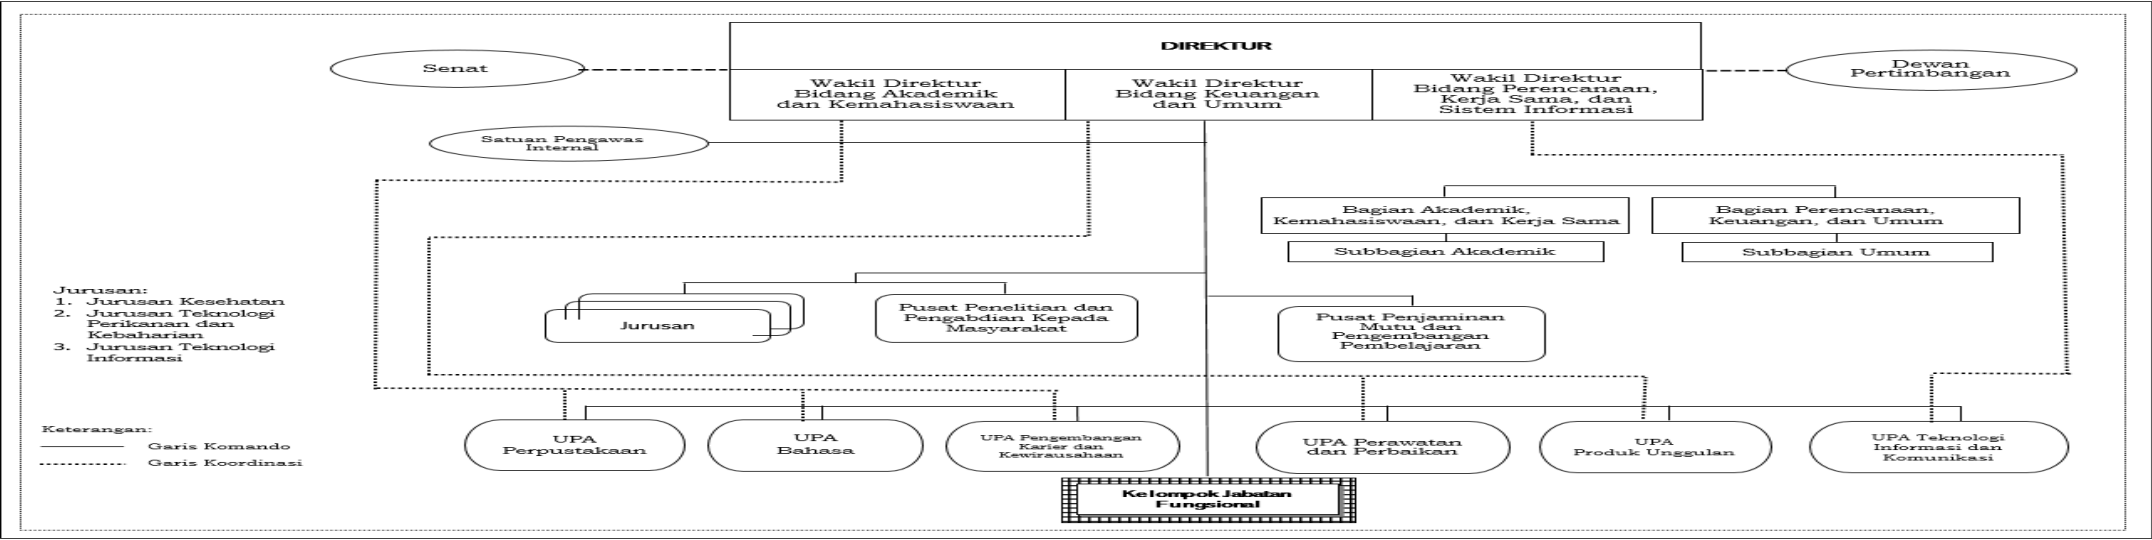 DIREKTUR
Senat
Dewan
Pertimbangan
Wakil Direktur
Bidang Akademik
dan Kemahasiswaan
Wakil Direktur
Bidang Keuangan
dan Umum
Wakil Direktur
Bidang Perencanaan,
Kerja Sama, dan
Sistem Informasi
Satuan Pengawas
Internal
Bagian Akademik,
Kemahasiswaan, dan Kerja Sama
Bagian Perencanaan,
Keuangan, dan Umum
Subbagian Akademik
Subbagian Umum
Jurusan:
1. Jurusan Kesehatan
2. Jurusan Teknologi
Perikanan dan
Kebaharian
3. Jurusan Teknologi
Informasi
Jurusan
Pusat Penelitian dan
Pengabdian Kepada
Masyarakat
Pusat Penjaminan
Mutu dan
Pengembangan
Pembelajaran
Keterangan:
Garis Komando
Garis Koordinasi
UPA
Perpustakaan
UPA
Bahasa
UPA Pengembangan
Karier dan
Kewirausahaan
UPA Perawatan
dan Perbaikan
UPA
Produk Unggulan
UPA Teknologi
Informasi dan
Komunikasi
Kelompok Jabatan
Fungsional